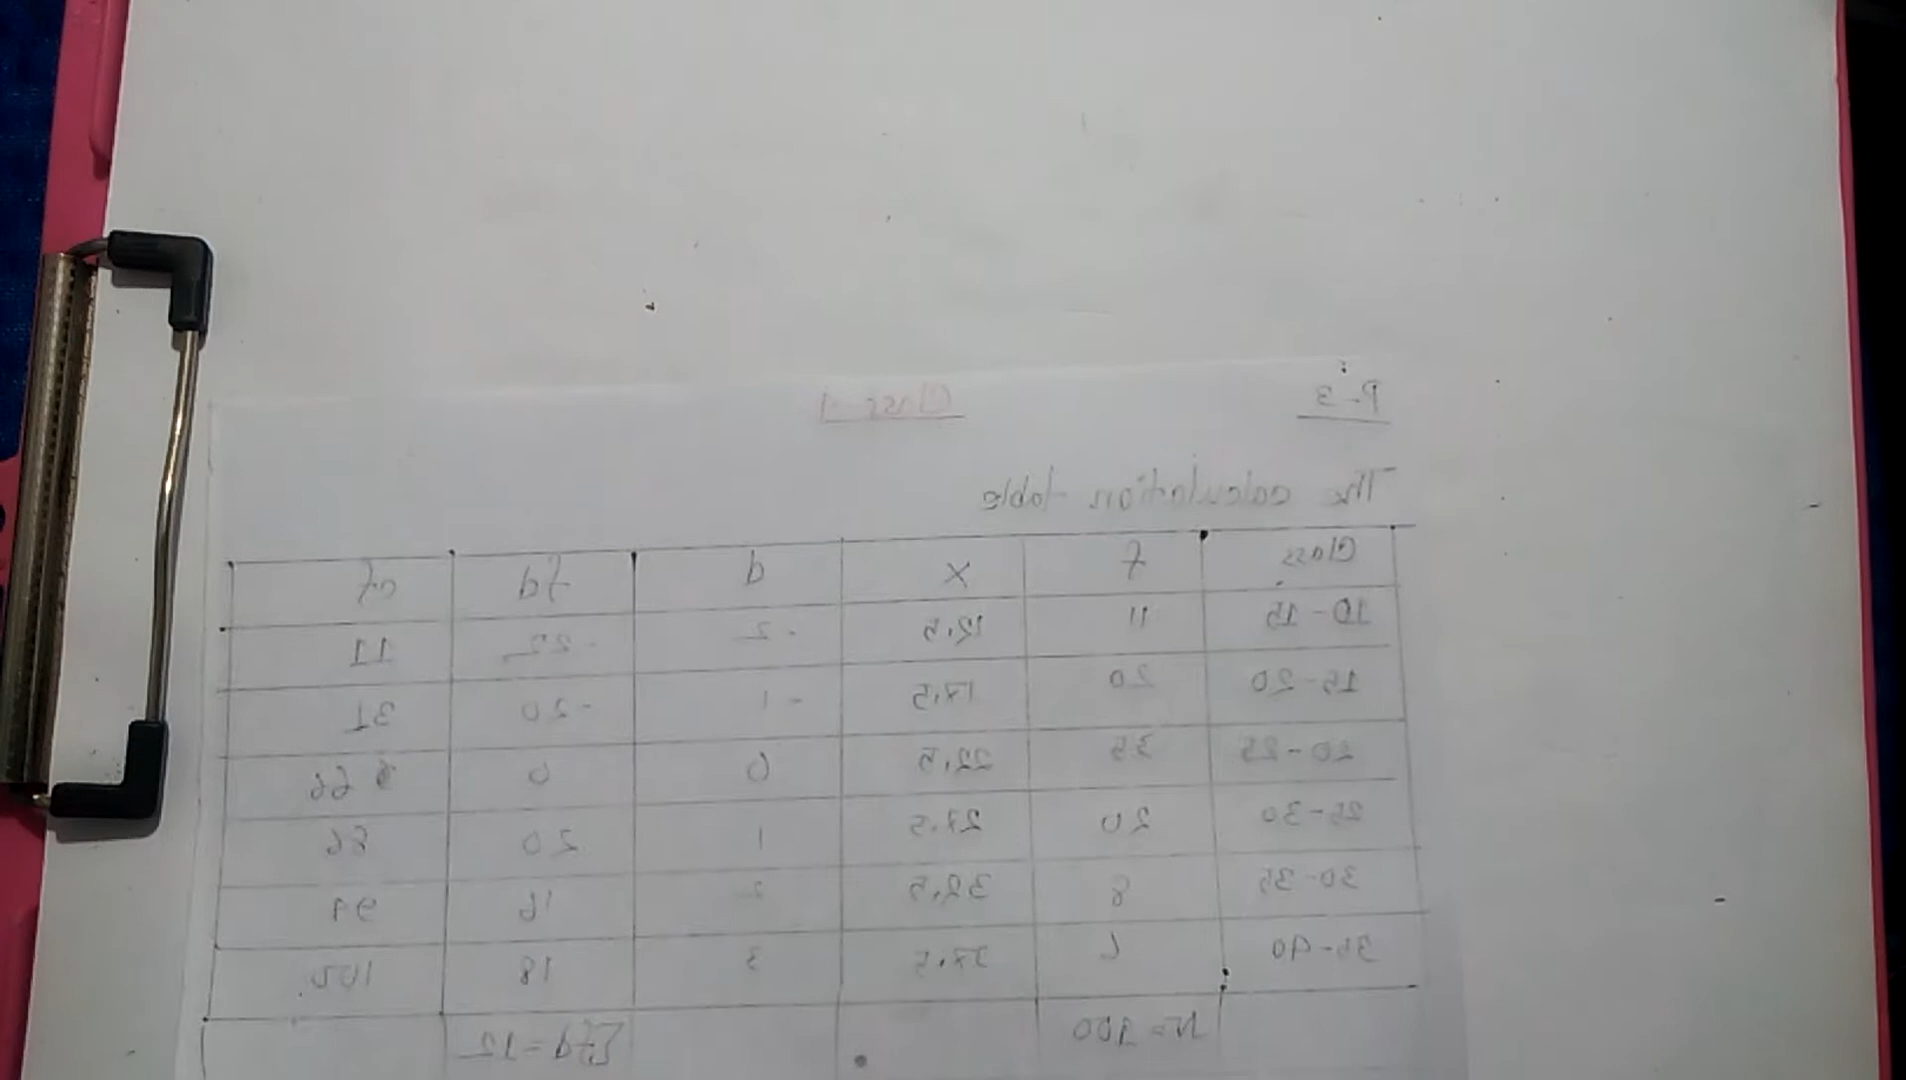 P-3
Class-1
The calculation table
Class f x d fd cf
10-15 11 12.5 -2 -22 11
15-20 20 17.5 -1 -20 31
20-25 35 22.5 0 0 66
25-30 20 27.5 1 20 86
30-35 8 32.5 2 16 94
35-40 6 37.5 3 18 100
N=100 Σfd=12